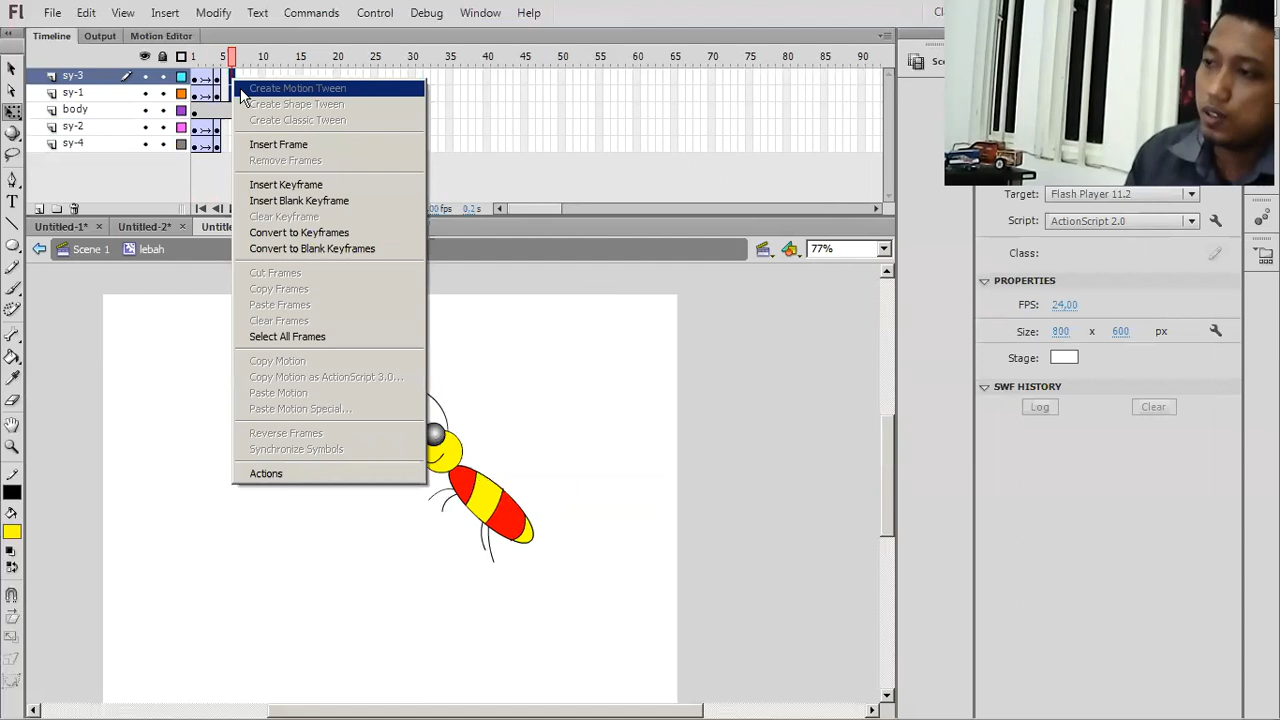 Fl File Edit View Insert Modify Text Commands Control Debug Window Help
Timeline Output Motion Editor
1 5 10 15 20 25 30 35 40 45 50 55 60 65 70 75 80 85 90
sy-3
sy-1
body
sy-2
sy-4
Create Motion Tween
Create Shape Tween
Create Classic Tween
Insert Frame
Remove Frames
Insert Keyframe
Insert Blank Keyframe
Clear Keyframe
Convert to Keyframes
Convert to Blank Keyframes
Cut Frames
Copy Frames
Paste Frames
Clear Frames
Select All Frames
Copy Motion
Copy Motion as ActionScript 3.0...
Paste Motion
Paste Motion Special...
Reverse Frames
Synchronize Symbols
Actions
fps 0,2 s
Untitled-1* × Untitled-2* ×
Scene 1 lebah 77%
Target: Flash Player 11.2
Script: ActionScript 2.0
Class:
PROPERTIES
FPS: 24,00
Size: 800 x 600 px
Stage:
SWF HISTORY
Log Clear